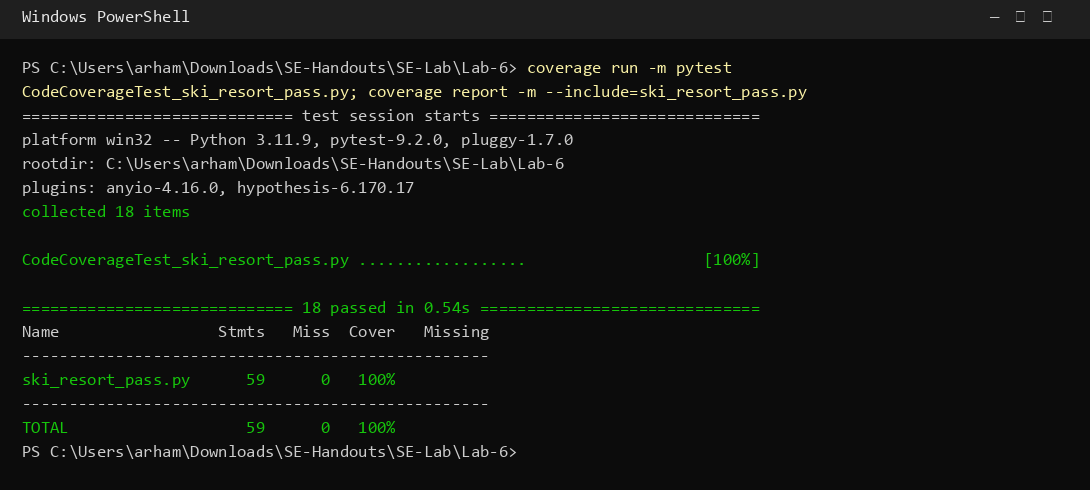 Windows PowerShell
PS C:\Users\arham\Downloads\SE-Handouts\SE-Lab\Lab-6> coverage run -m pytest
CodeCoverageTest_ski_resort_pass.py; coverage report -m --include=ski_resort_pass.py
============================= test session starts =============================
platform win32 -- Python 3.11.9, pytest-9.2.0, pluggy-1.7.0
rootdir: C:\Users\arham\Downloads\SE-Handouts\SE-Lab\Lab-6
plugins: anyio-4.16.0, hypothesis-6.170.17
collected 18 items
CodeCoverageTest_ski_resort_pass.py .................. [100%]
============================= 18 passed in 0.54s ==============================
Name                 Stmts   Miss  Cover   Missing
--------------------------------------------------
ski_resort_pass.py      59      0   100%
--------------------------------------------------
TOTAL                   59      0   100%
PS C:\Users\arham\Downloads\SE-Handouts\SE-Lab\Lab-6>